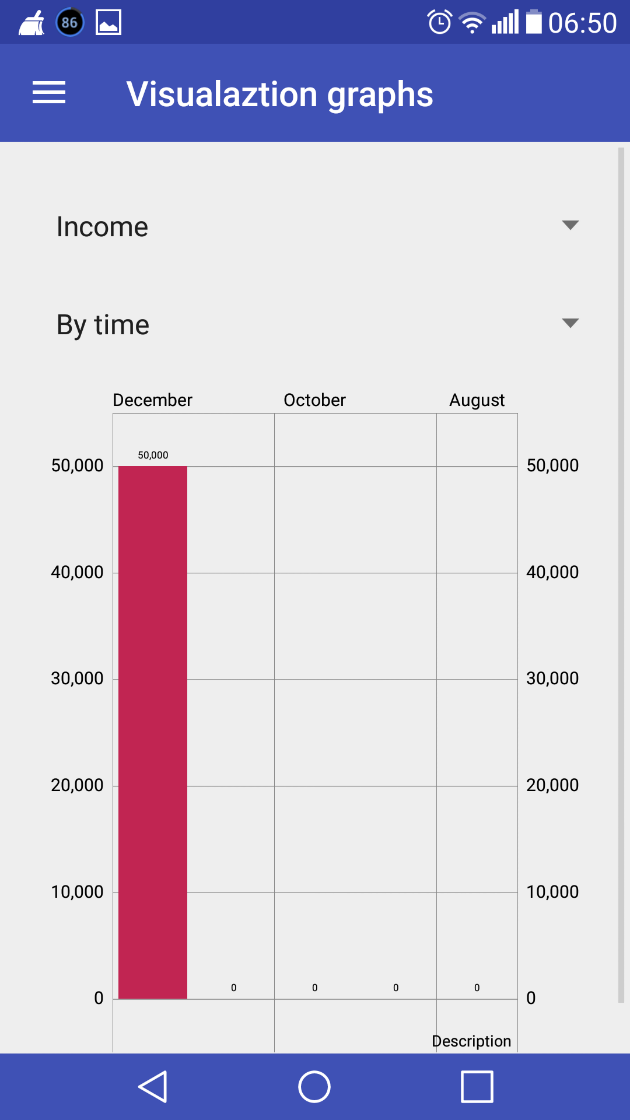 86
06:50
Visualaztion graphs
Income
By time
December October August
50,000
50,000 50,000
40,000 40,000
30,000 30,000
20,000 20,000
10,000 10,000
0 0 0 0
0 0
Description